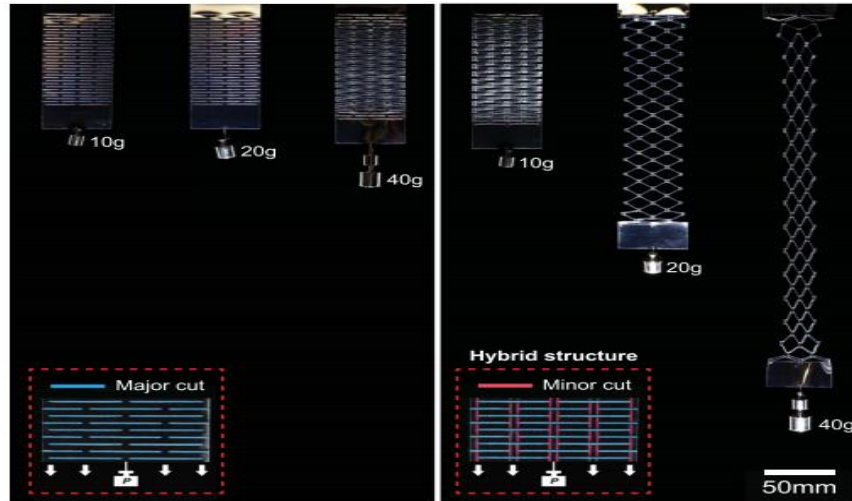 10g
20g
40g
Major cut
P
10g
20g
40g
Hybrid structure
Minor cut
P
50mm